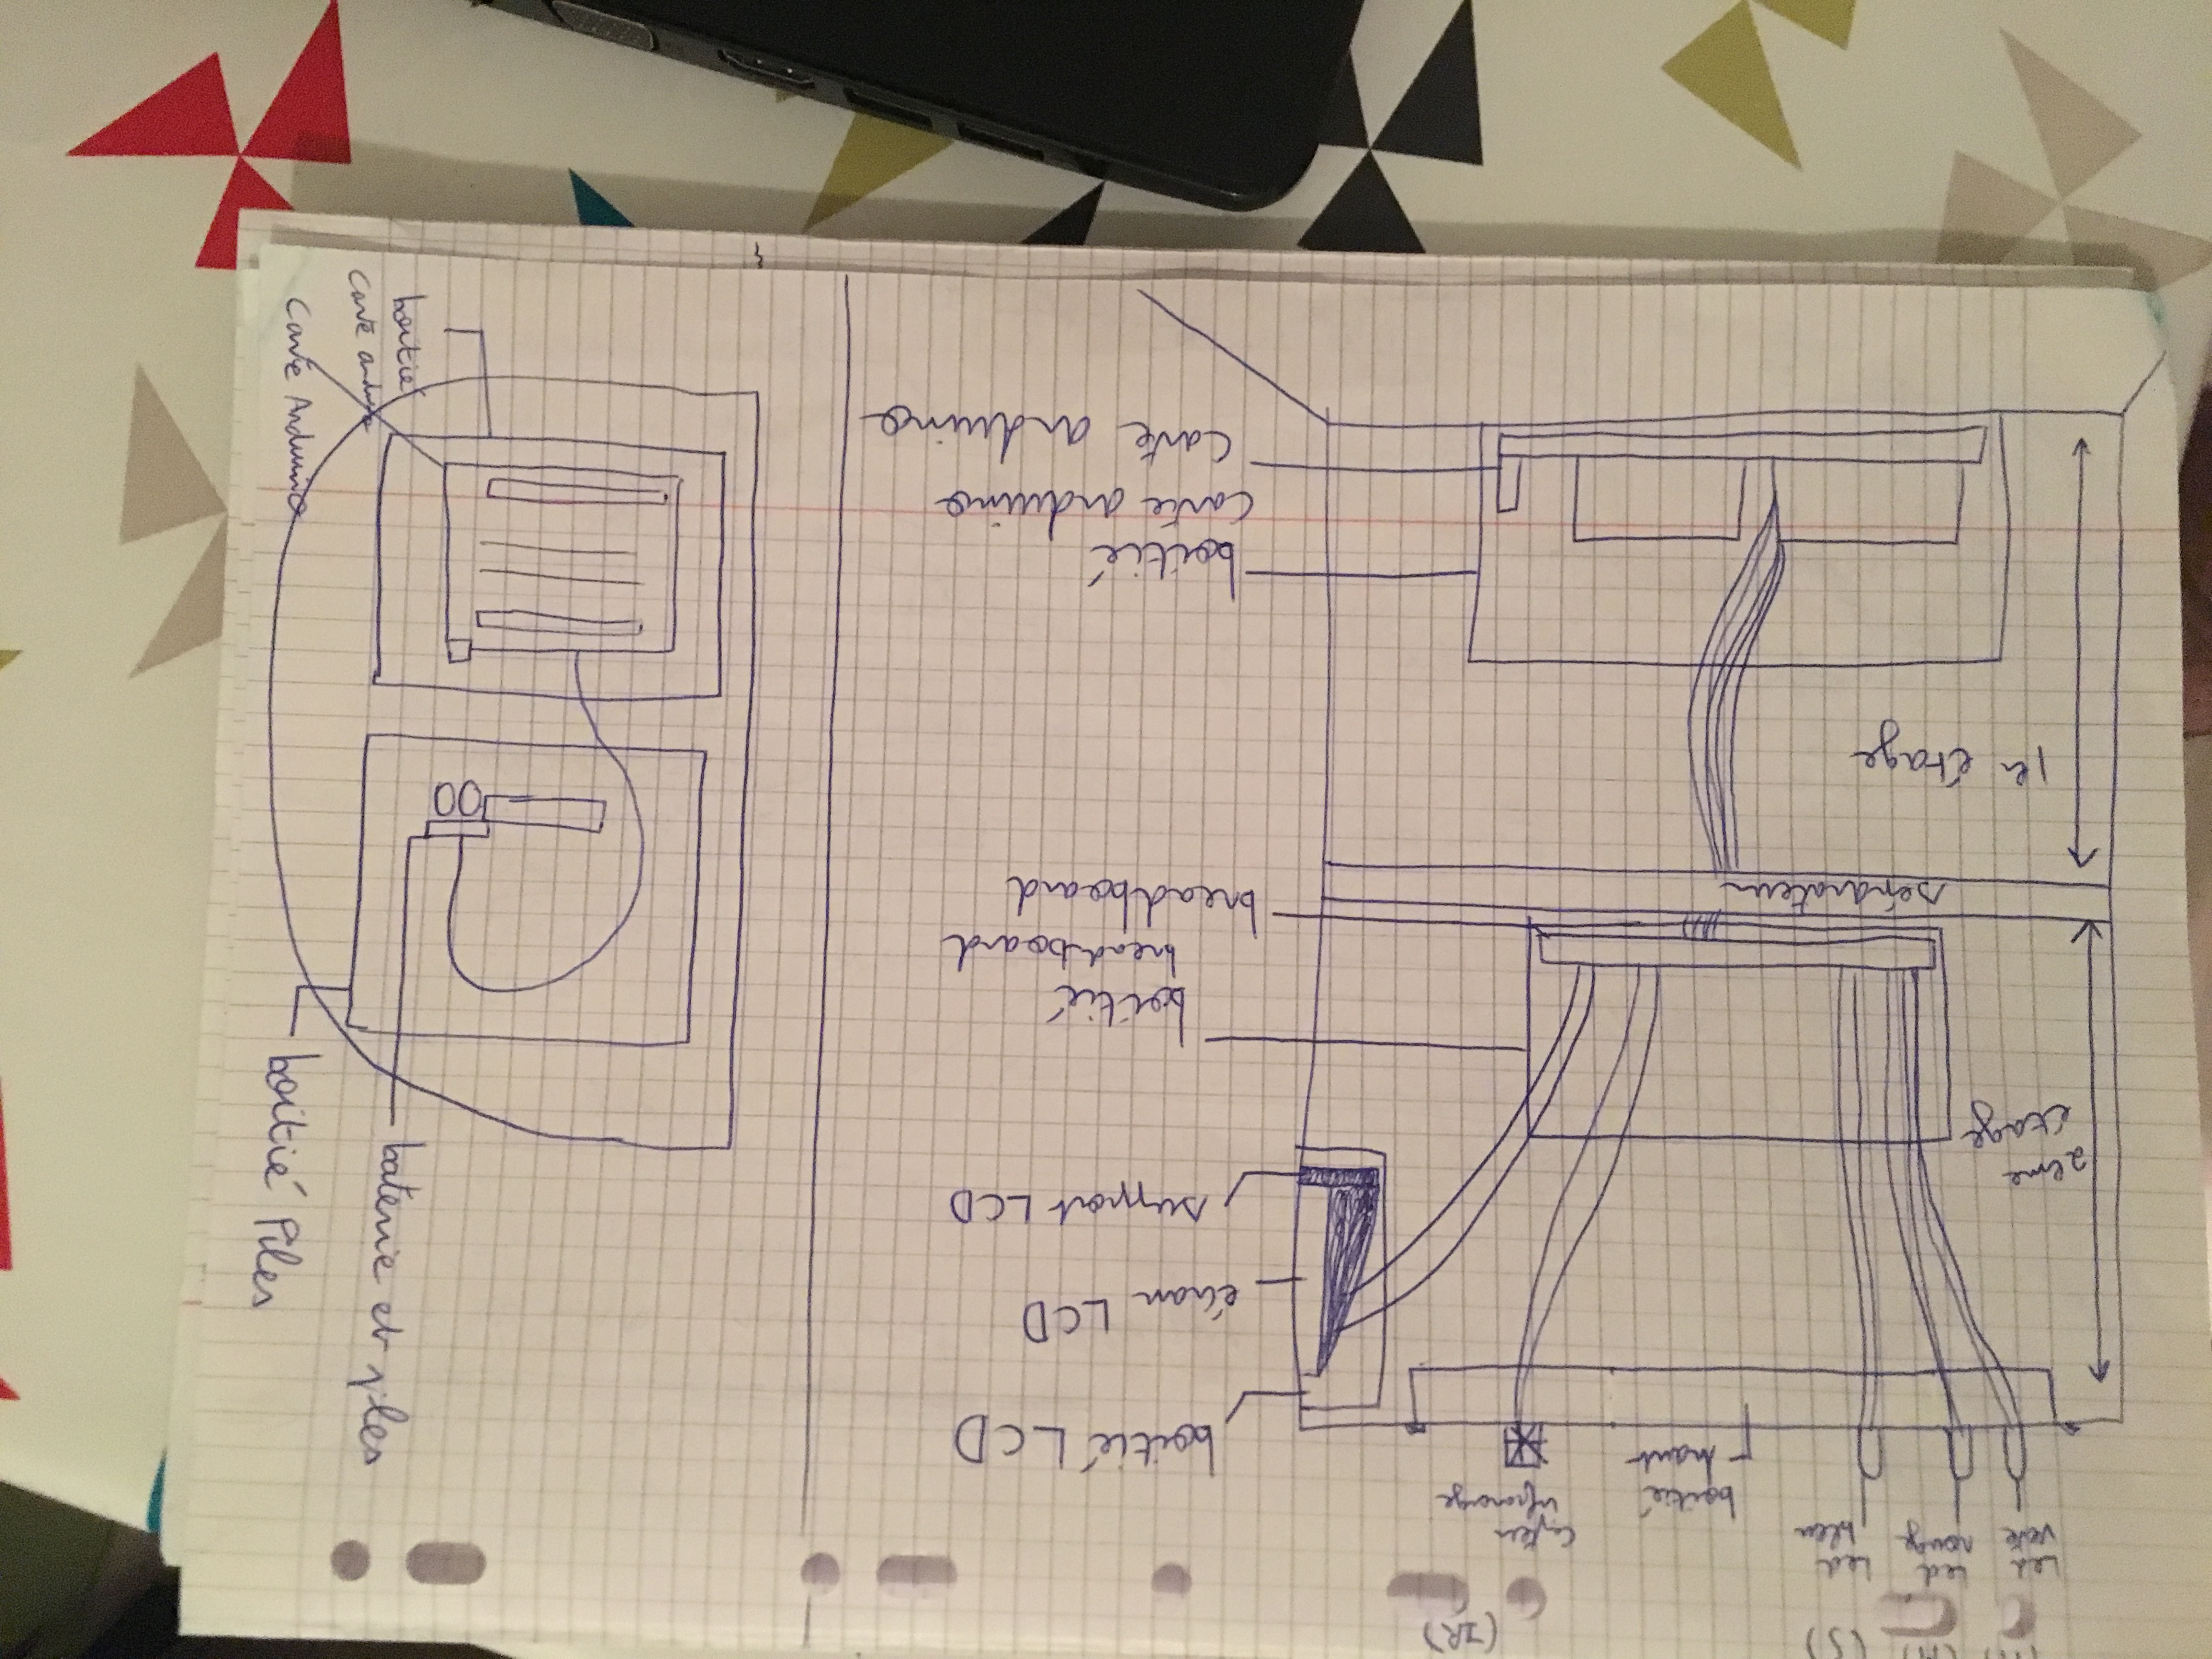 (M)
(S)
(IR)
Led
verte
Led
rouge
Led
bleu
boitié
haut
Capteur
infrarouge
2eme
étage
1er étage
séparateur
boitié LCD
écran LCD
support LCD
boitié
breadboard
breadboard
boitié
carte arduino
Carte arduino
baterie et piles
boitié Piles
boitié
carte arduino
Carte Arduino